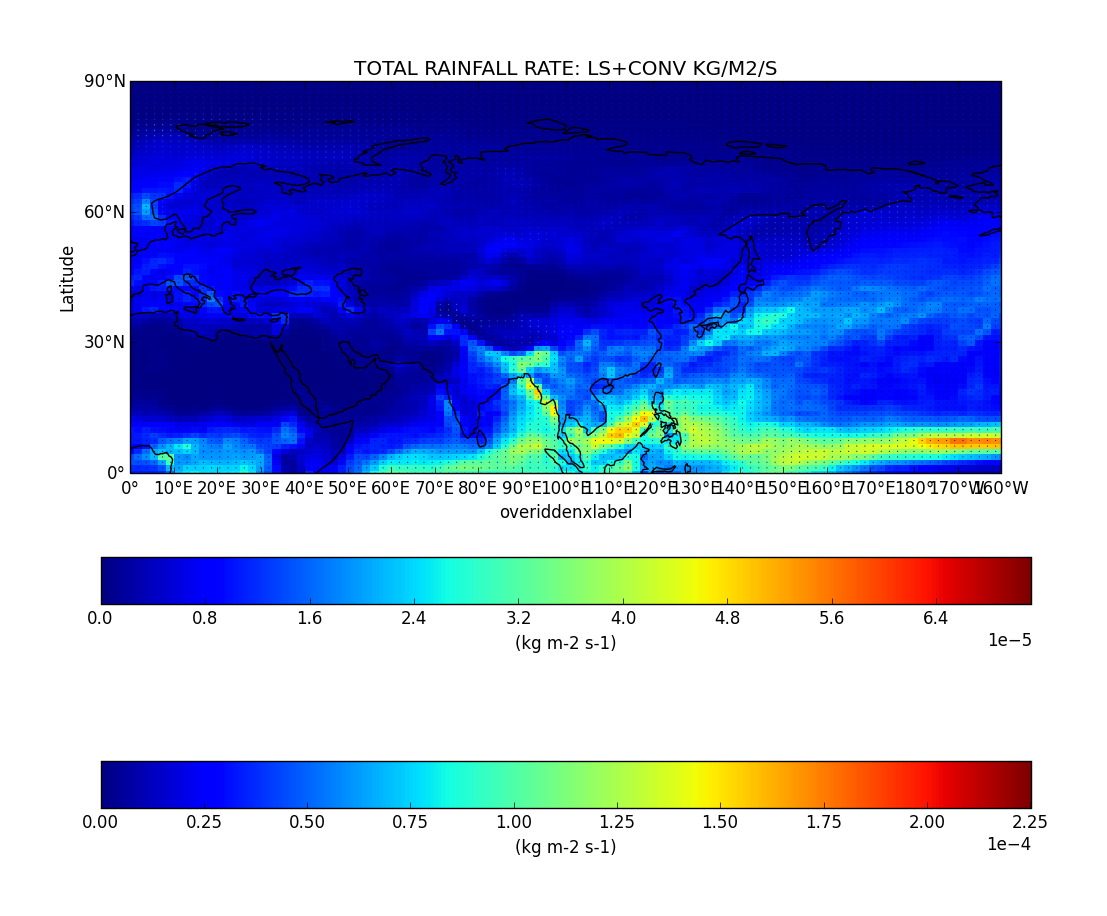 TOTAL RAINFALL RATE: LS+CONV KG/M2/S
90°N
60°N
30°N
0°
Latitude
0° 10°E 20°E 30°E 40°E 50°E 60°E 70°E 80°E 90°E 100°E 110°E 120°E 130°E 140°E 150°E 160°E 170°E 180° 170°W 160°W
overiddenxlabel
0.0 0.8 1.6 2.4 3.2 4.0 4.8 5.6 6.4
(kg m-2 s-1)
1e−5
0.00 0.25 0.50 0.75 1.00 1.25 1.50 1.75 2.00 2.25
(kg m-2 s-1)
1e−4